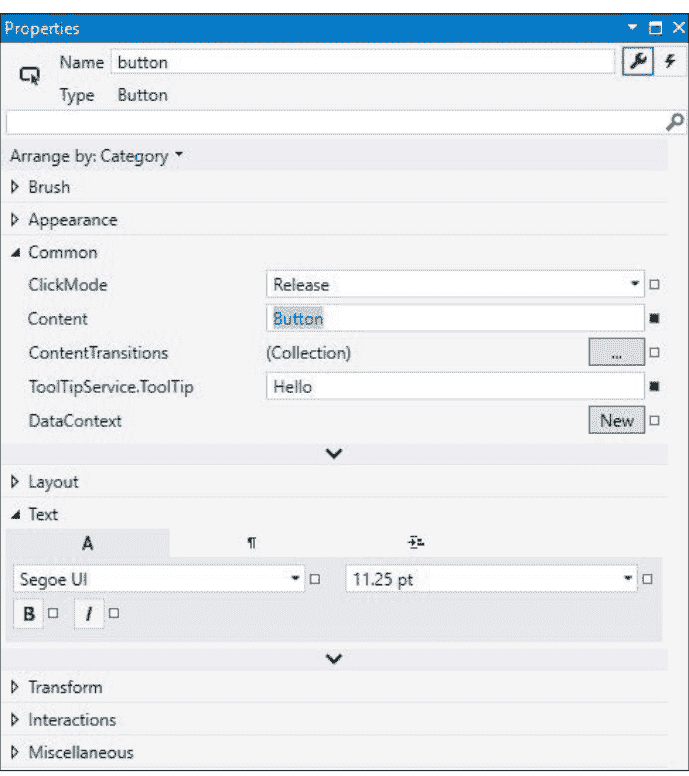 Properties
Name button
Type Button
Arrange by: Category
Brush
Appearance
Common
ClickMode Release
Content Button
ContentTransitions (Collection) ...
ToolTipService.ToolTip Hello
DataContext New
Layout
Text
A ¶
Segoe UI 11.25 pt
B I
Transform
Interactions
Miscellaneous